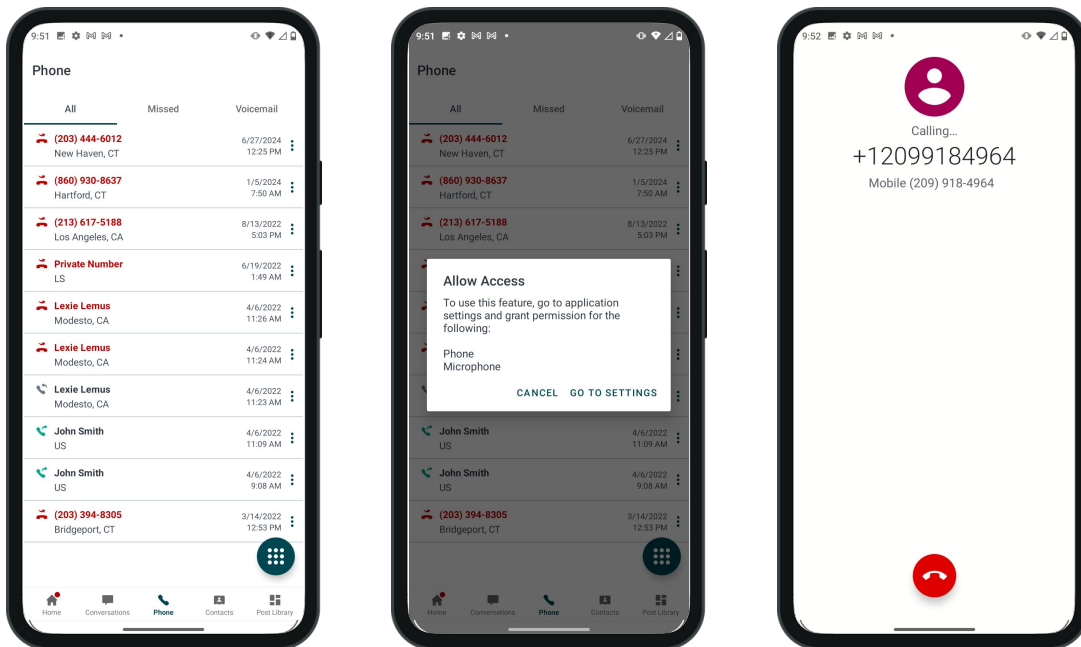 9:51
Phone
All Missed Voicemail
(203) 444-6012 6/27/2024
New Haven, CT 12:25 PM
(860) 930-8637 1/5/2024
Hartford, CT 7:50 AM
(213) 617-5188 8/13/2022
Los Angeles, CA 5:03 PM
Private Number 6/19/2022
LS 1:49 AM
Lexie Lemus 4/6/2022
Modesto, CA 11:26 AM
Lexie Lemus 4/6/2022
Modesto, CA 11:24 AM
Lexie Lemus 4/6/2022
Modesto, CA 11:23 AM
John Smith 4/6/2022
US 11:09 AM
John Smith 4/6/2022
US 9:08 AM
(203) 394-8305 3/14/2022
Bridgeport, CT 12:53 PM
Home Conversations Phone Contacts Post Library
9:51
Phone
All Missed Voicemail
(203) 444-6012 6/27/2024
New Haven, CT 12:25 PM
(860) 930-8637 1/5/2024
Hartford, CT 7:50 AM
(213) 617-5188 8/13/2022
Los Angeles, CA 5:03 PM
Allow Access
To use this feature, go to application
settings and grant permission for the
following:
Phone
Microphone
CANCEL GO TO SETTINGS
John Smith 4/6/2022
US 11:09 AM
John Smith 4/6/2022
US 9:08 AM
(203) 394-8305 3/14/2022
Bridgeport, CT 12:53 PM
Home Conversations Phone Contacts Post Library
9:52
Calling...
+12099184964
Mobile (209) 918-4964